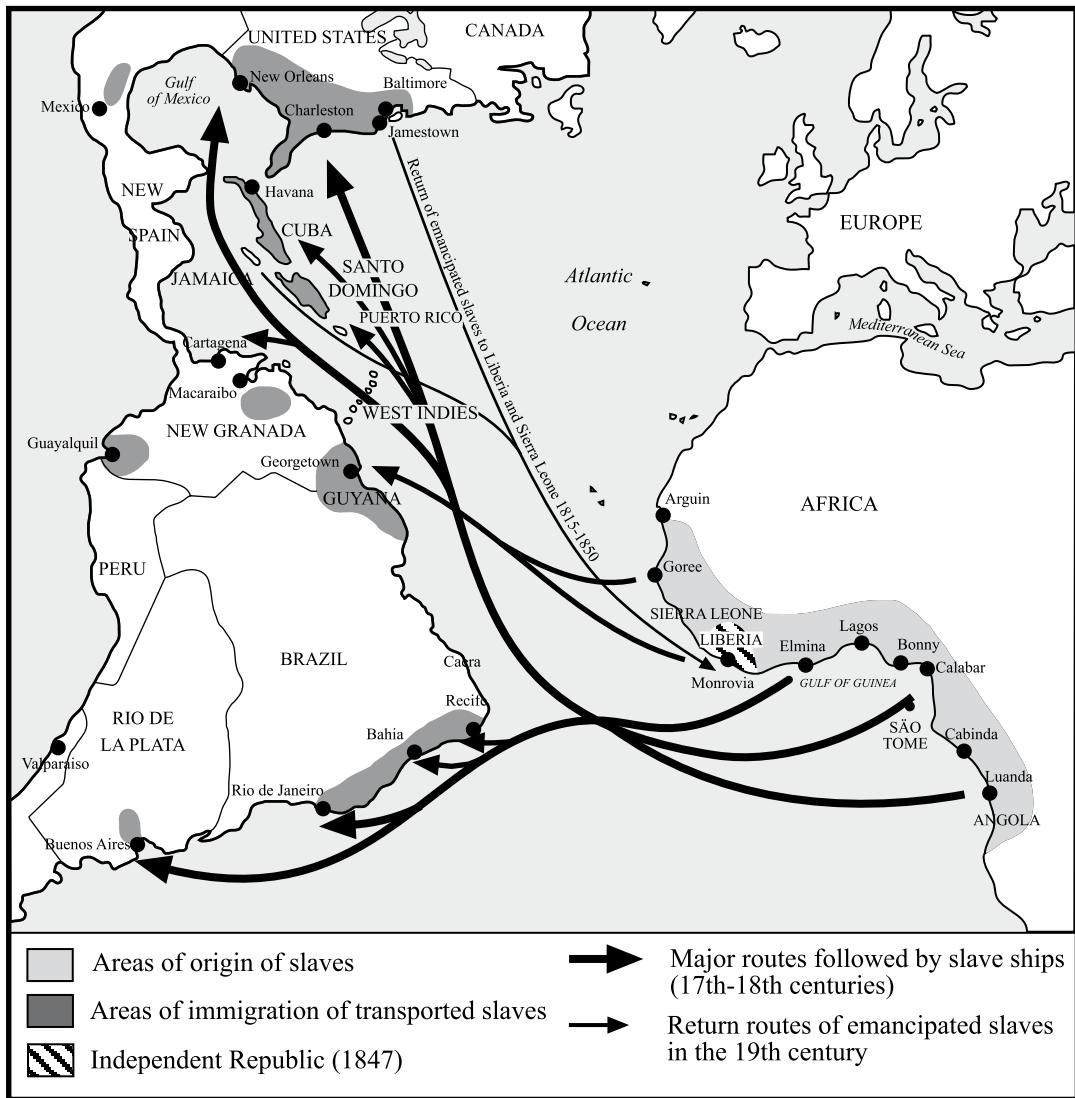 UNITED STATES
CANADA
Gulf
of Mexico
New Orleans
Baltimore
Mexico
Charleston
Jamestown
NEW
SPAIN
Havana
CUBA
JAMAICA
SANTO
DOMINGO
PUERTO RICO
Return of emancipated slaves to Liberia and Sierra Leone 1815-1850
Atlantic
Ocean
EUROPE
Mediterranean Sea
Cartagena
Macaraibo
WEST INDIES
NEW GRANADA
Guayalquil
Georgetown
GUYANA
Arguin
AFRICA
Goree
PERU
SIERRA LEONE
LIBERIA
Monrovia
Elmina
Lagos
Bonny
Calabar
GULF OF GUINEA
BRAZIL
Caera
Recife
Bahia
SÄO
TOME
Cabinda
Luanda
ANGOLA
RIO DE
LA PLATA
Valparaiso
Rio de Janeiro
Buenos Aires
Areas of origin of slaves
Areas of immigration of transported slaves
Independent Republic (1847)
Major routes followed by slave ships
(17th-18th centuries)
Return routes of emancipated slaves
in the 19th century